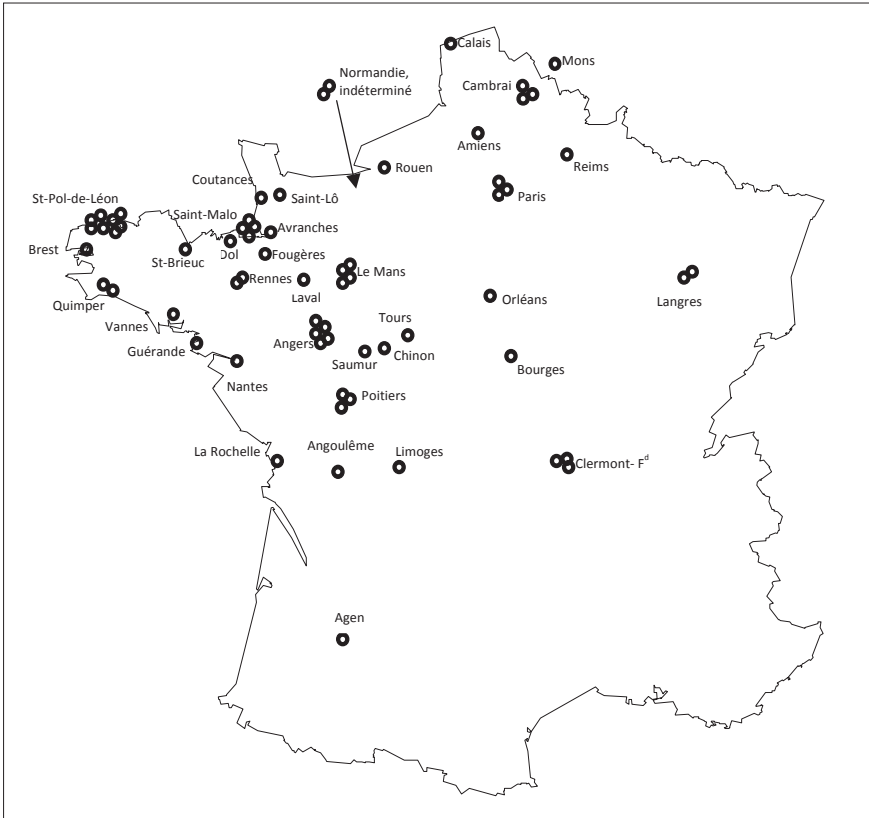 Calais
Mons
Normandie,
indéterminé
Cambrai
Amiens
Reims
Rouen
Coutances
Saint-Lô
Paris
St-Pol-de-Léon
Saint-Malo
Avranches
Brest
St-Brieuc
Dol
Fougères
Rennes
Laval
Le Mans
Quimper
Orléans
Langres
Vannes
Tours
Guérande
Angers
Saumur
Chinon
Bourges
Nantes
Poitiers
La Rochelle
Angoulême
Limoges
Clermont- Fd
Agen